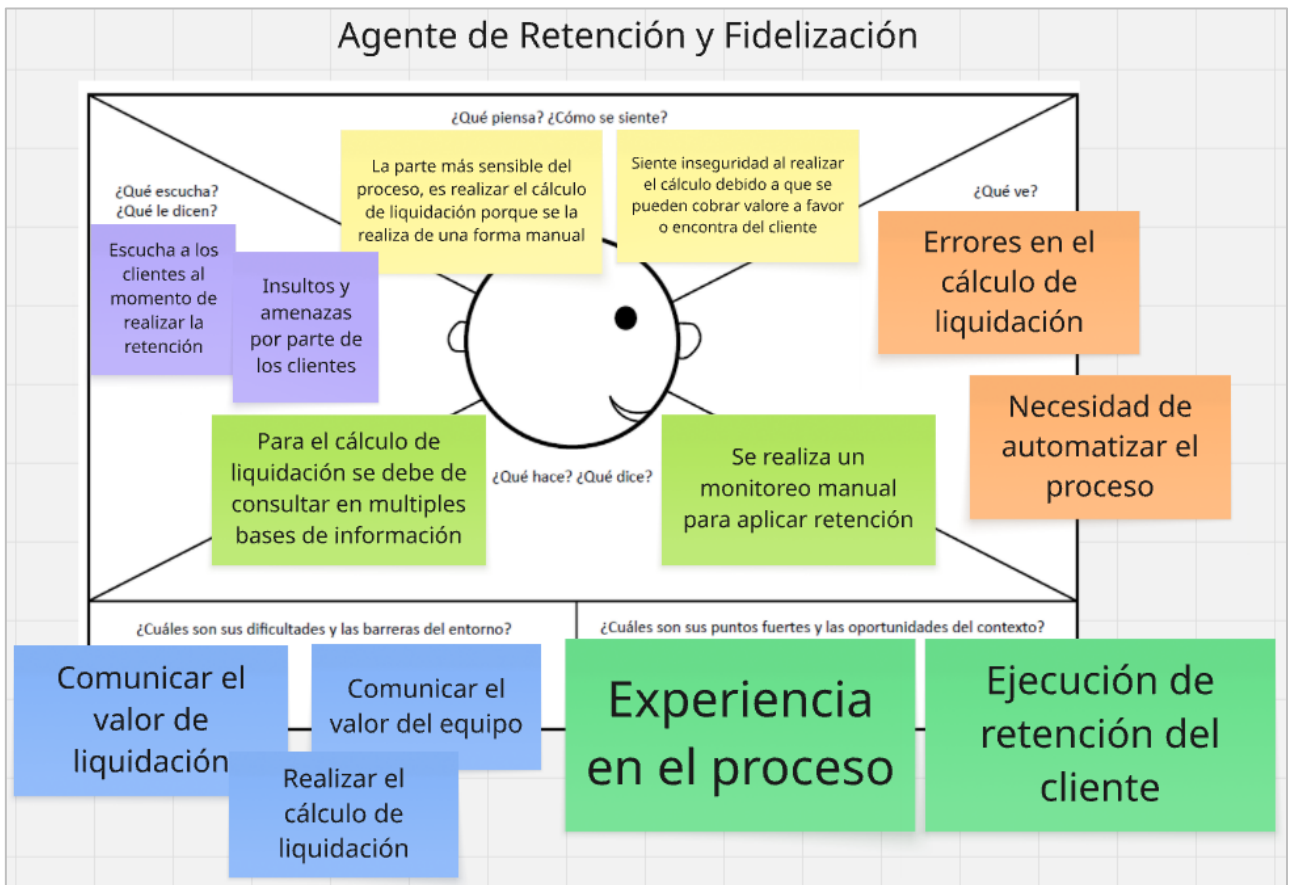 Agente de Retención y Fidelización
¿Qué piensa? ¿Cómo se siente?
La parte más sensible del
proceso, es realizar el cálculo
de liquidación porque se la
realiza de una forma manual
Siente inseguridad al realizar
el cálculo debido a que se
pueden cobrar valore a favor
o encontra del cliente
¿Qué escucha?
¿Qué le dicen?
Escucha a los
clientes al
momento de
realizar la
retención
Insultos y
amenazas
por parte de
los clientes
¿Qué ve?
Errores en el
cálculo de
liquidación
Necesidad de
automatizar el
proceso
¿Qué hace? ¿Qué dice?
Para el cálculo de
liquidación se debe de
consultar en multiples
bases de información
Se realiza un
monitoreo manual
para aplicar retención
¿Cuáles son sus dificultades y las barreras del entorno?
Comunicar el
valor de
liquidación
Comunicar el
valor del equipo
Realizar el
cálculo de
liquidación
¿Cuáles son sus puntos fuertes y las oportunidades del contexto?
Experiencia
en el proceso
Ejecución de
retención del
cliente